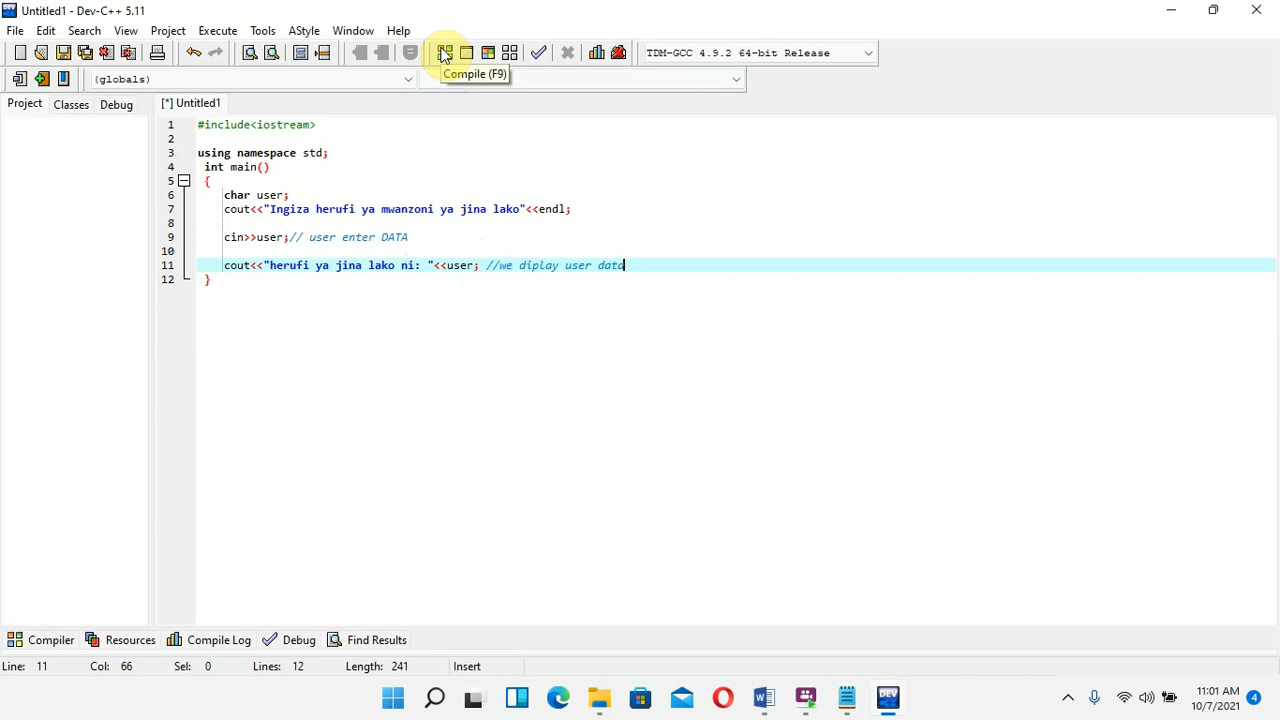 Untitled1 - Dev-C++ 5.11
File Edit Search View Project Execute Tools AStyle Window Help
TDM-GCC 4.9.2 64-bit Release
Compile (F9)
(globals)
Project Classes Debug [*] Untitled1
1 #include<iostream>
2
3 using namespace std;
4 int main()
5 {
6 char user;
7 cout<<"Ingiza herufi ya mwanzoni ya jina lako"<<endl;
8
9 cin>>user;// user enter DATA
10
11 cout<<"herufi ya jina lako ni: "<<user; //we diplay user data
12 }
Compiler Resources Compile Log Debug Find Results
Line: 11 Col: 66 Sel: 0 Lines: 12 Length: 241 Insert
DEV
11:01 AM
10/7/2021
4